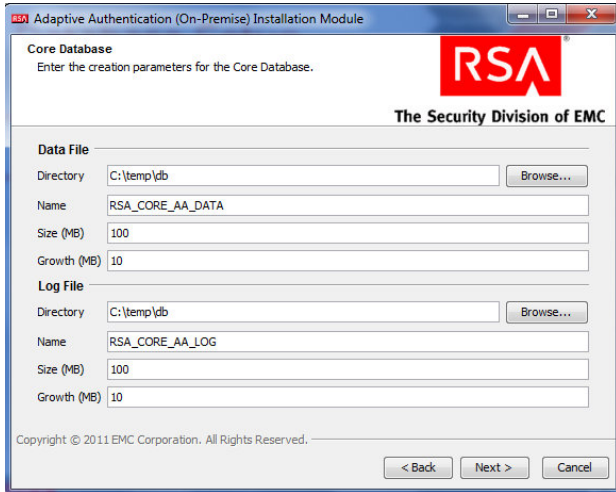 RSA Adaptive Authentication (On-Premise) Installation Module
Core Database
Enter the creation parameters for the Core Database.
RSA®
The Security Division of EMC
Data File
Directory C:\temp\db Browse...
Name RSA_CORE_AA_DATA
Size (MB) 100
Growth (MB) 10
Log File
Directory C:\temp\db Browse...
Name RSA_CORE_AA_LOG
Size (MB) 100
Growth (MB) 10
Copyright © 2011 EMC Corporation. All Rights Reserved.
< Back Next > Cancel